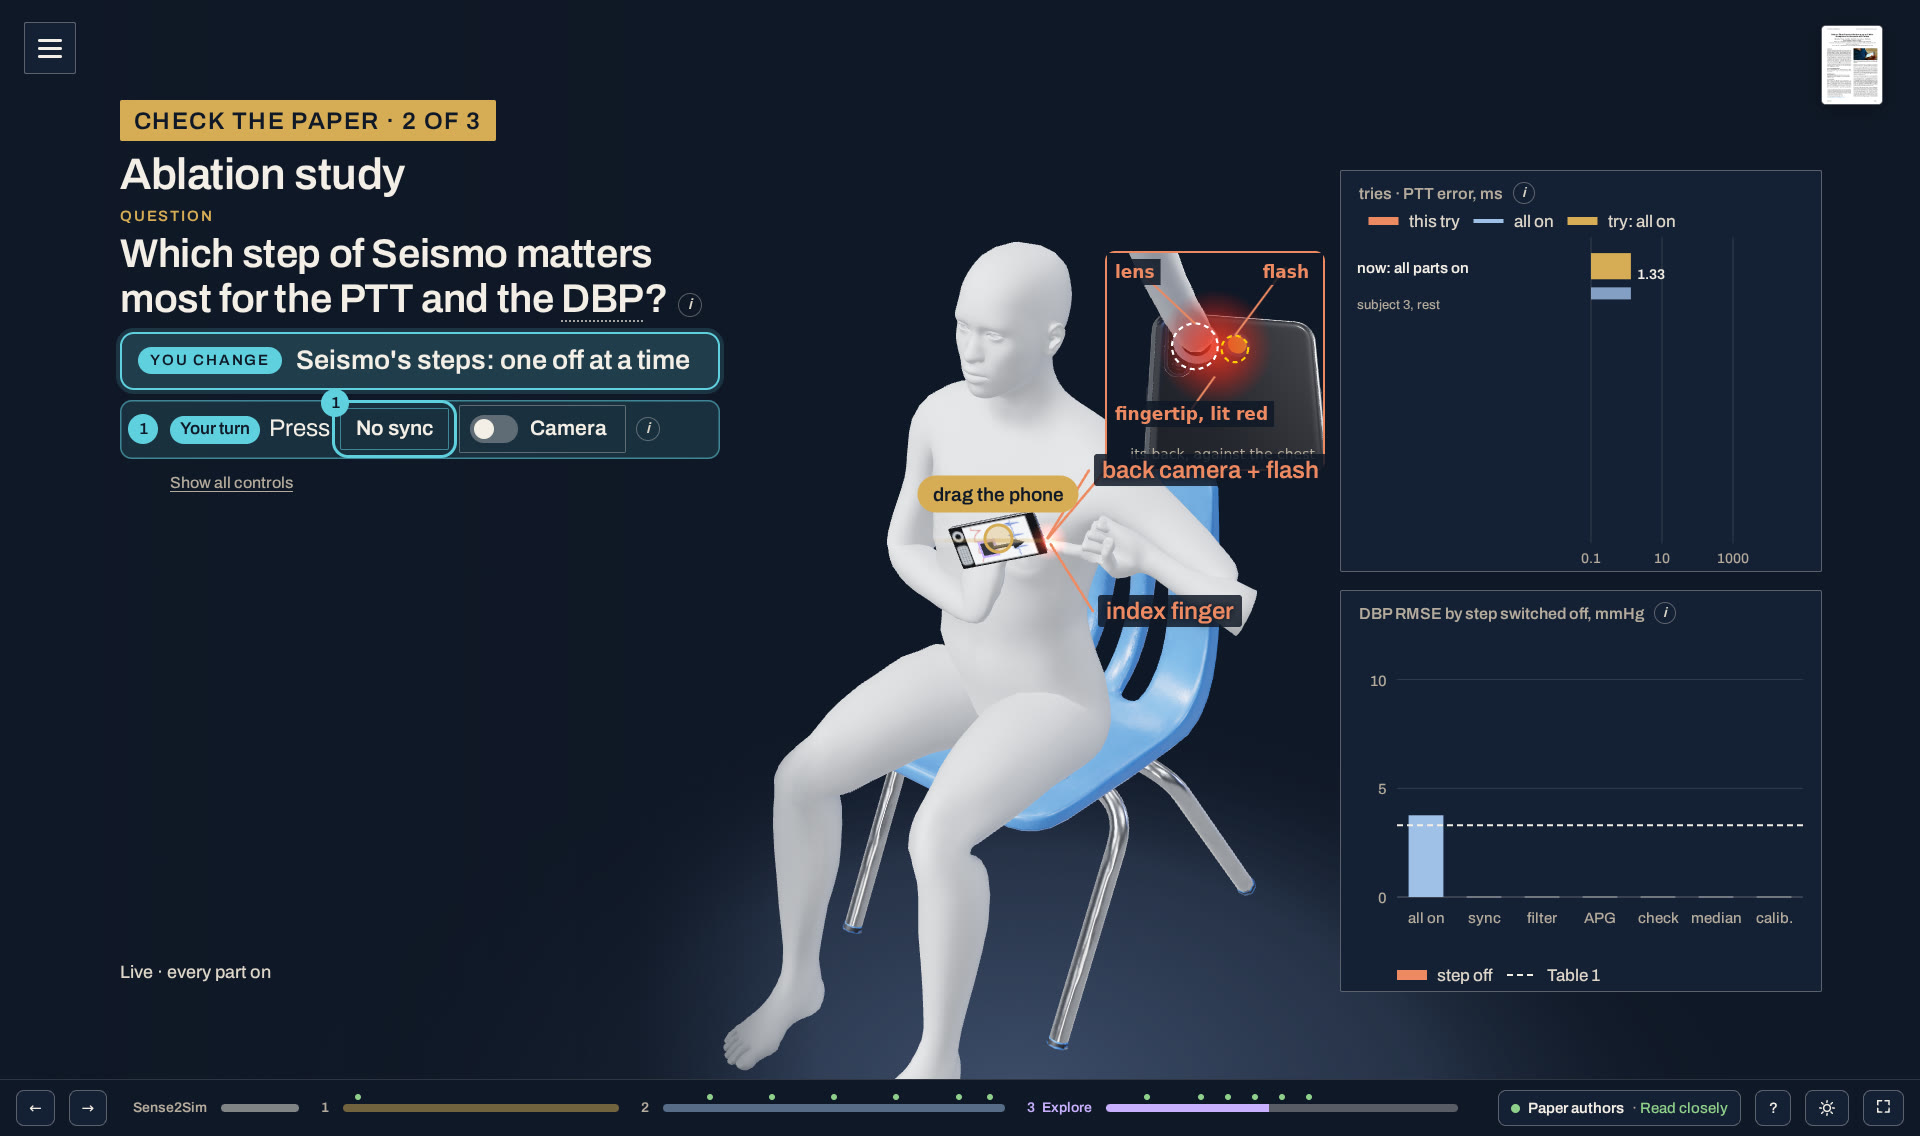 CHECK THE PAPER · 2 OF 3
Ablation study
QUESTION
Which step of Seismo matters
most for the PTT and the DBP? i
YOU CHANGE Seismo's steps: one off at a time
1
1 Your turn Press No sync Camera i
Show all controls
Live · every part on
lens
flash
fingertip, lit red
its back, against the chest
back camera + flash
drag the phone
index finger
tries · PTT error, ms i
this try all on try: all on
now: all parts on
1.33
subject 3, rest
0.1 10 1000
DBP RMSE by step switched off, mmHg i
10
5
0
all on sync filter APG check median calib.
step off Table 1
← → Sense2Sim 1 2 3 Explore Paper authors · Read closely ?